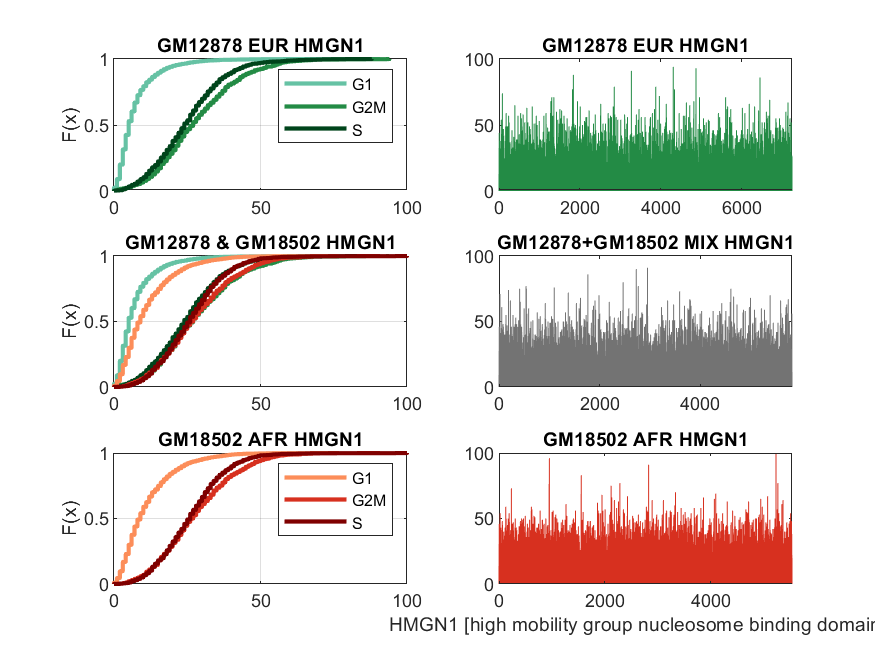 GM12878 EUR HMGN1
1
0.5
0
F(x)
0 50 100
G1
G2M
S
GM12878 EUR HMGN1
100
50
0
0 2000 4000 6000
GM12878 & GM18502 HMGN1
1
0.5
0
F(x)
0 50 100
GM12878+GM18502 MIX HMGN1
100
50
0
0 2000 4000
GM18502 AFR HMGN1
1
0.5
0
F(x)
0 50 100
G1
G2M
S
GM18502 AFR HMGN1
100
50
0
0 2000 4000
HMGN1 [high mobility group nucleosome binding domain